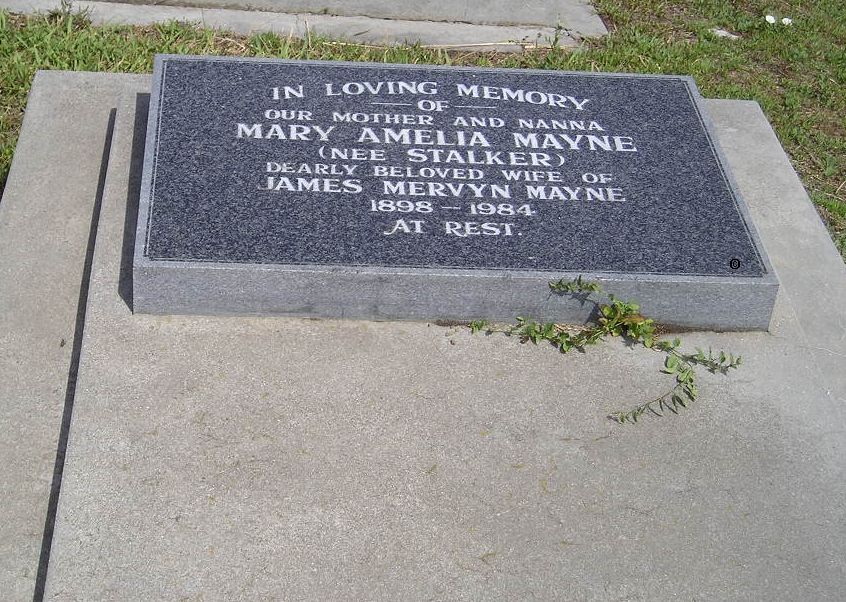 IN LOVING MEMORY
— OF —
OUR MOTHER AND NANNA
MARY AMELIA MAYNE
(NEE STALKER)
DEARLY BELOVED WIFE OF
JAMES MERVYN MAYNE
1898 — 1984
AT REST.